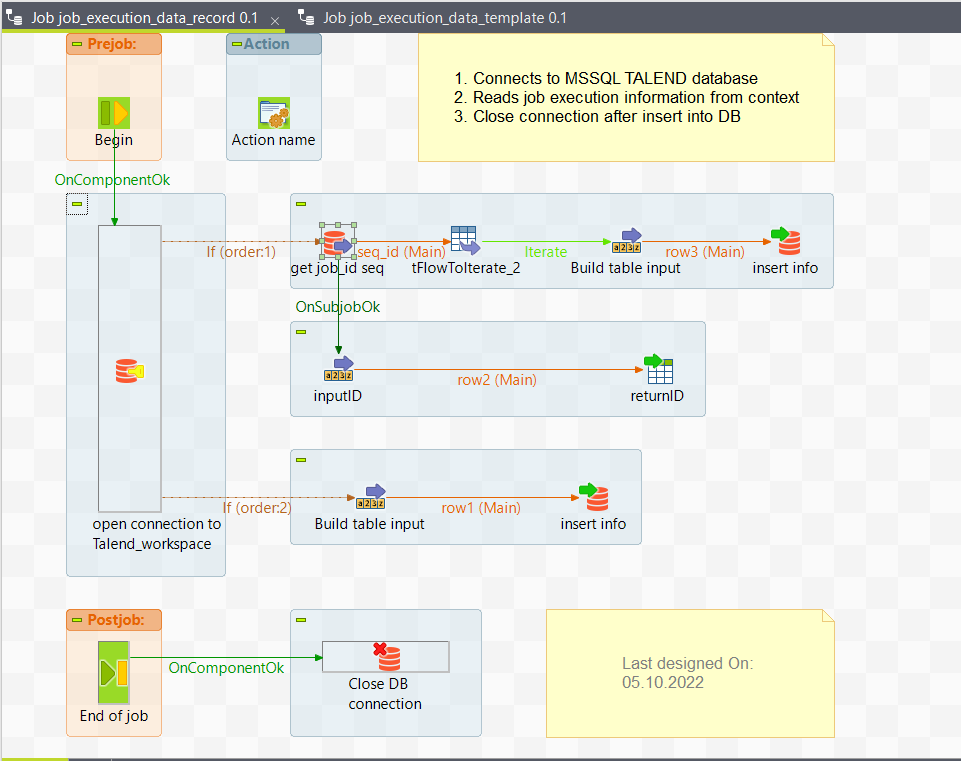 Job job_execution_data_record 0.1
Job job_execution_data_template 0.1
Prejob:
Action
1. Connects to MSSQL TALEND database
2. Reads job execution information from context
3. Close connection after insert into DB
Begin
Action name
OnComponentOk
If (order:1)
seq_id (Main)
Iterate
row3 (Main)
get job_id seq
tFlowToIterate_2
Build table input
insert info
OnSubjobOk
row2 (Main)
inputID
returnID
If (order:2)
row1 (Main)
Build table input
insert info
open connection to
Talend_workspace
Postjob:
OnComponentOk
End of job
Close DB
connection
Last designed On:
05.10.2022